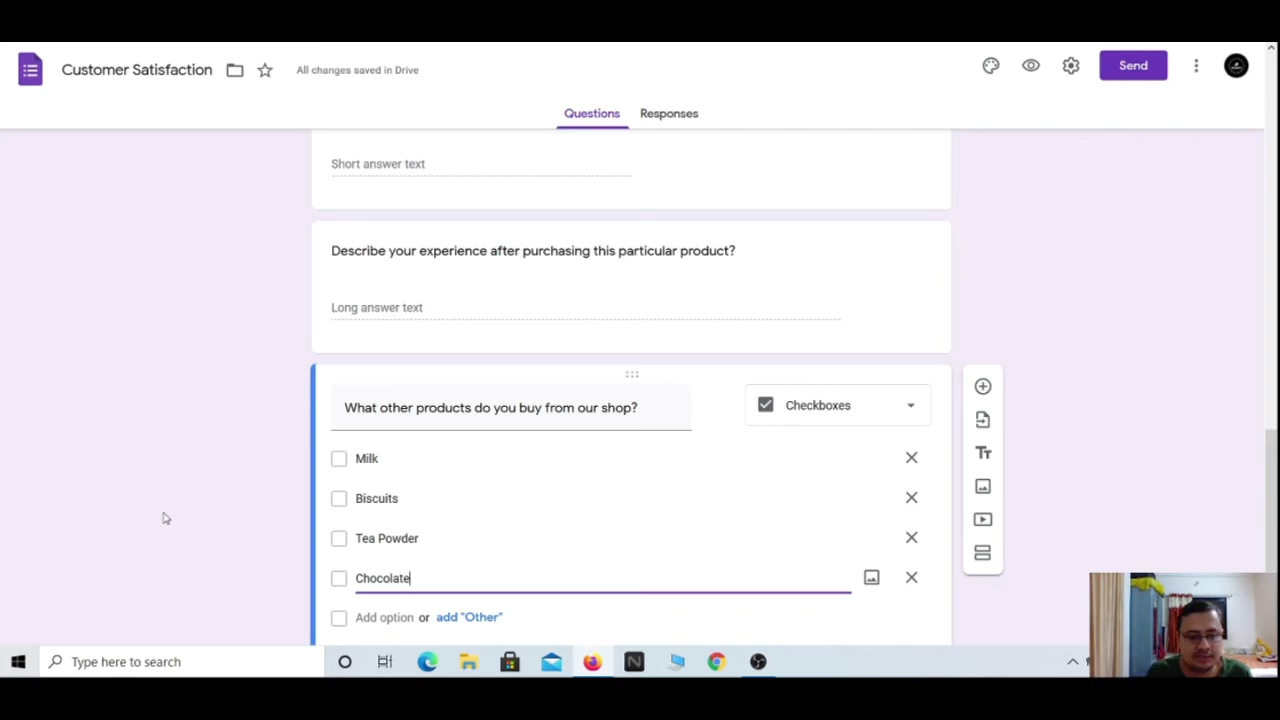 Customer Satisfaction
All changes saved in Drive
Send
Questions
Responses
Short answer text
Describe your experience after purchasing this particular product?
Long answer text
What other products do you buy from our shop?
Checkboxes
Milk
Biscuits
Tea Powder
Chocolate
Add option or add "Other"
Type here to search